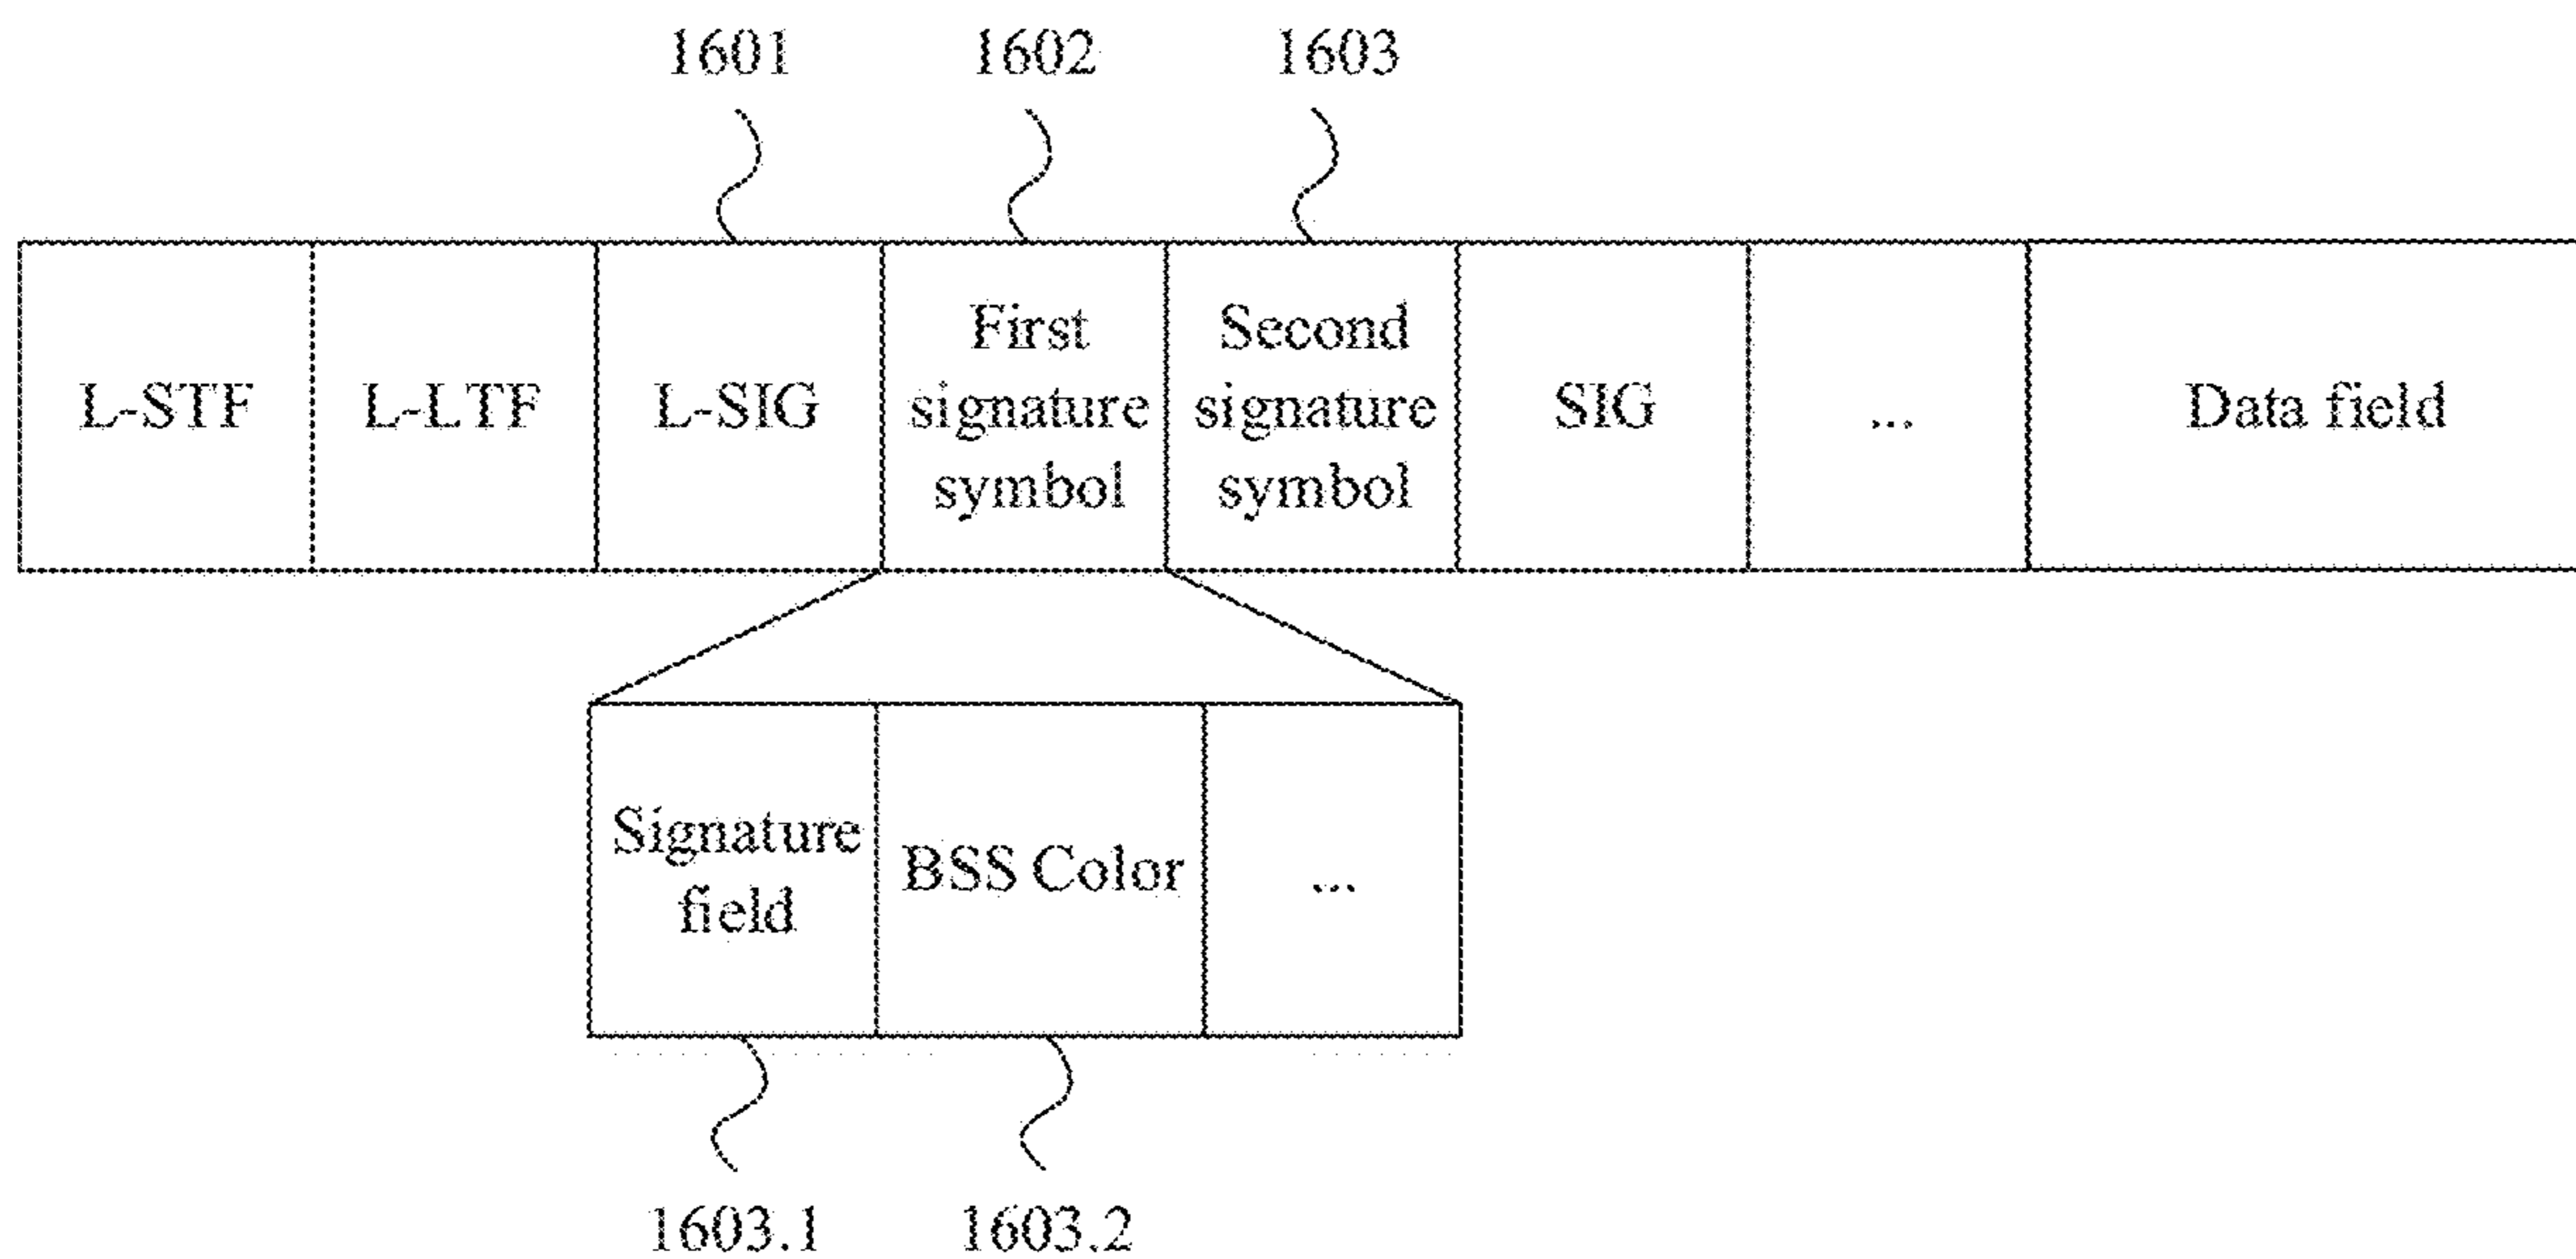 1601 1602 1603
First Second
L-STF L-LTF L-SIG signature signature SIG ... Data field
symbol symbol
Signature
BSS Color ...
field
1603.1 1603.2